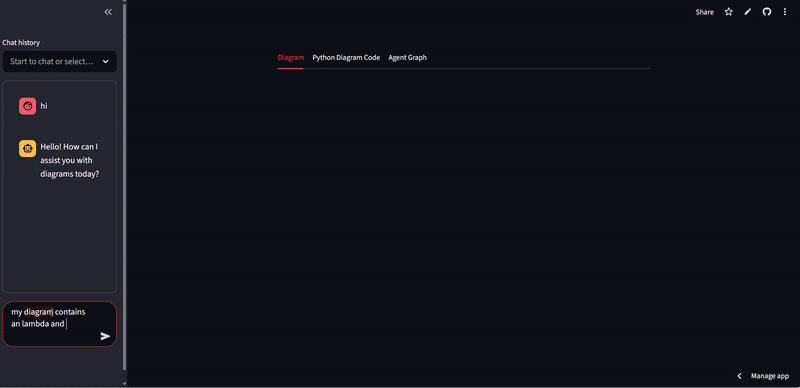 Share
Chat history
Start to chat or select...
Diagram
Python Diagram Code
Agent Graph
hi
Hello! How can I
assist you with
diagrams today?
my diagram contains
an lambda and
Manage app